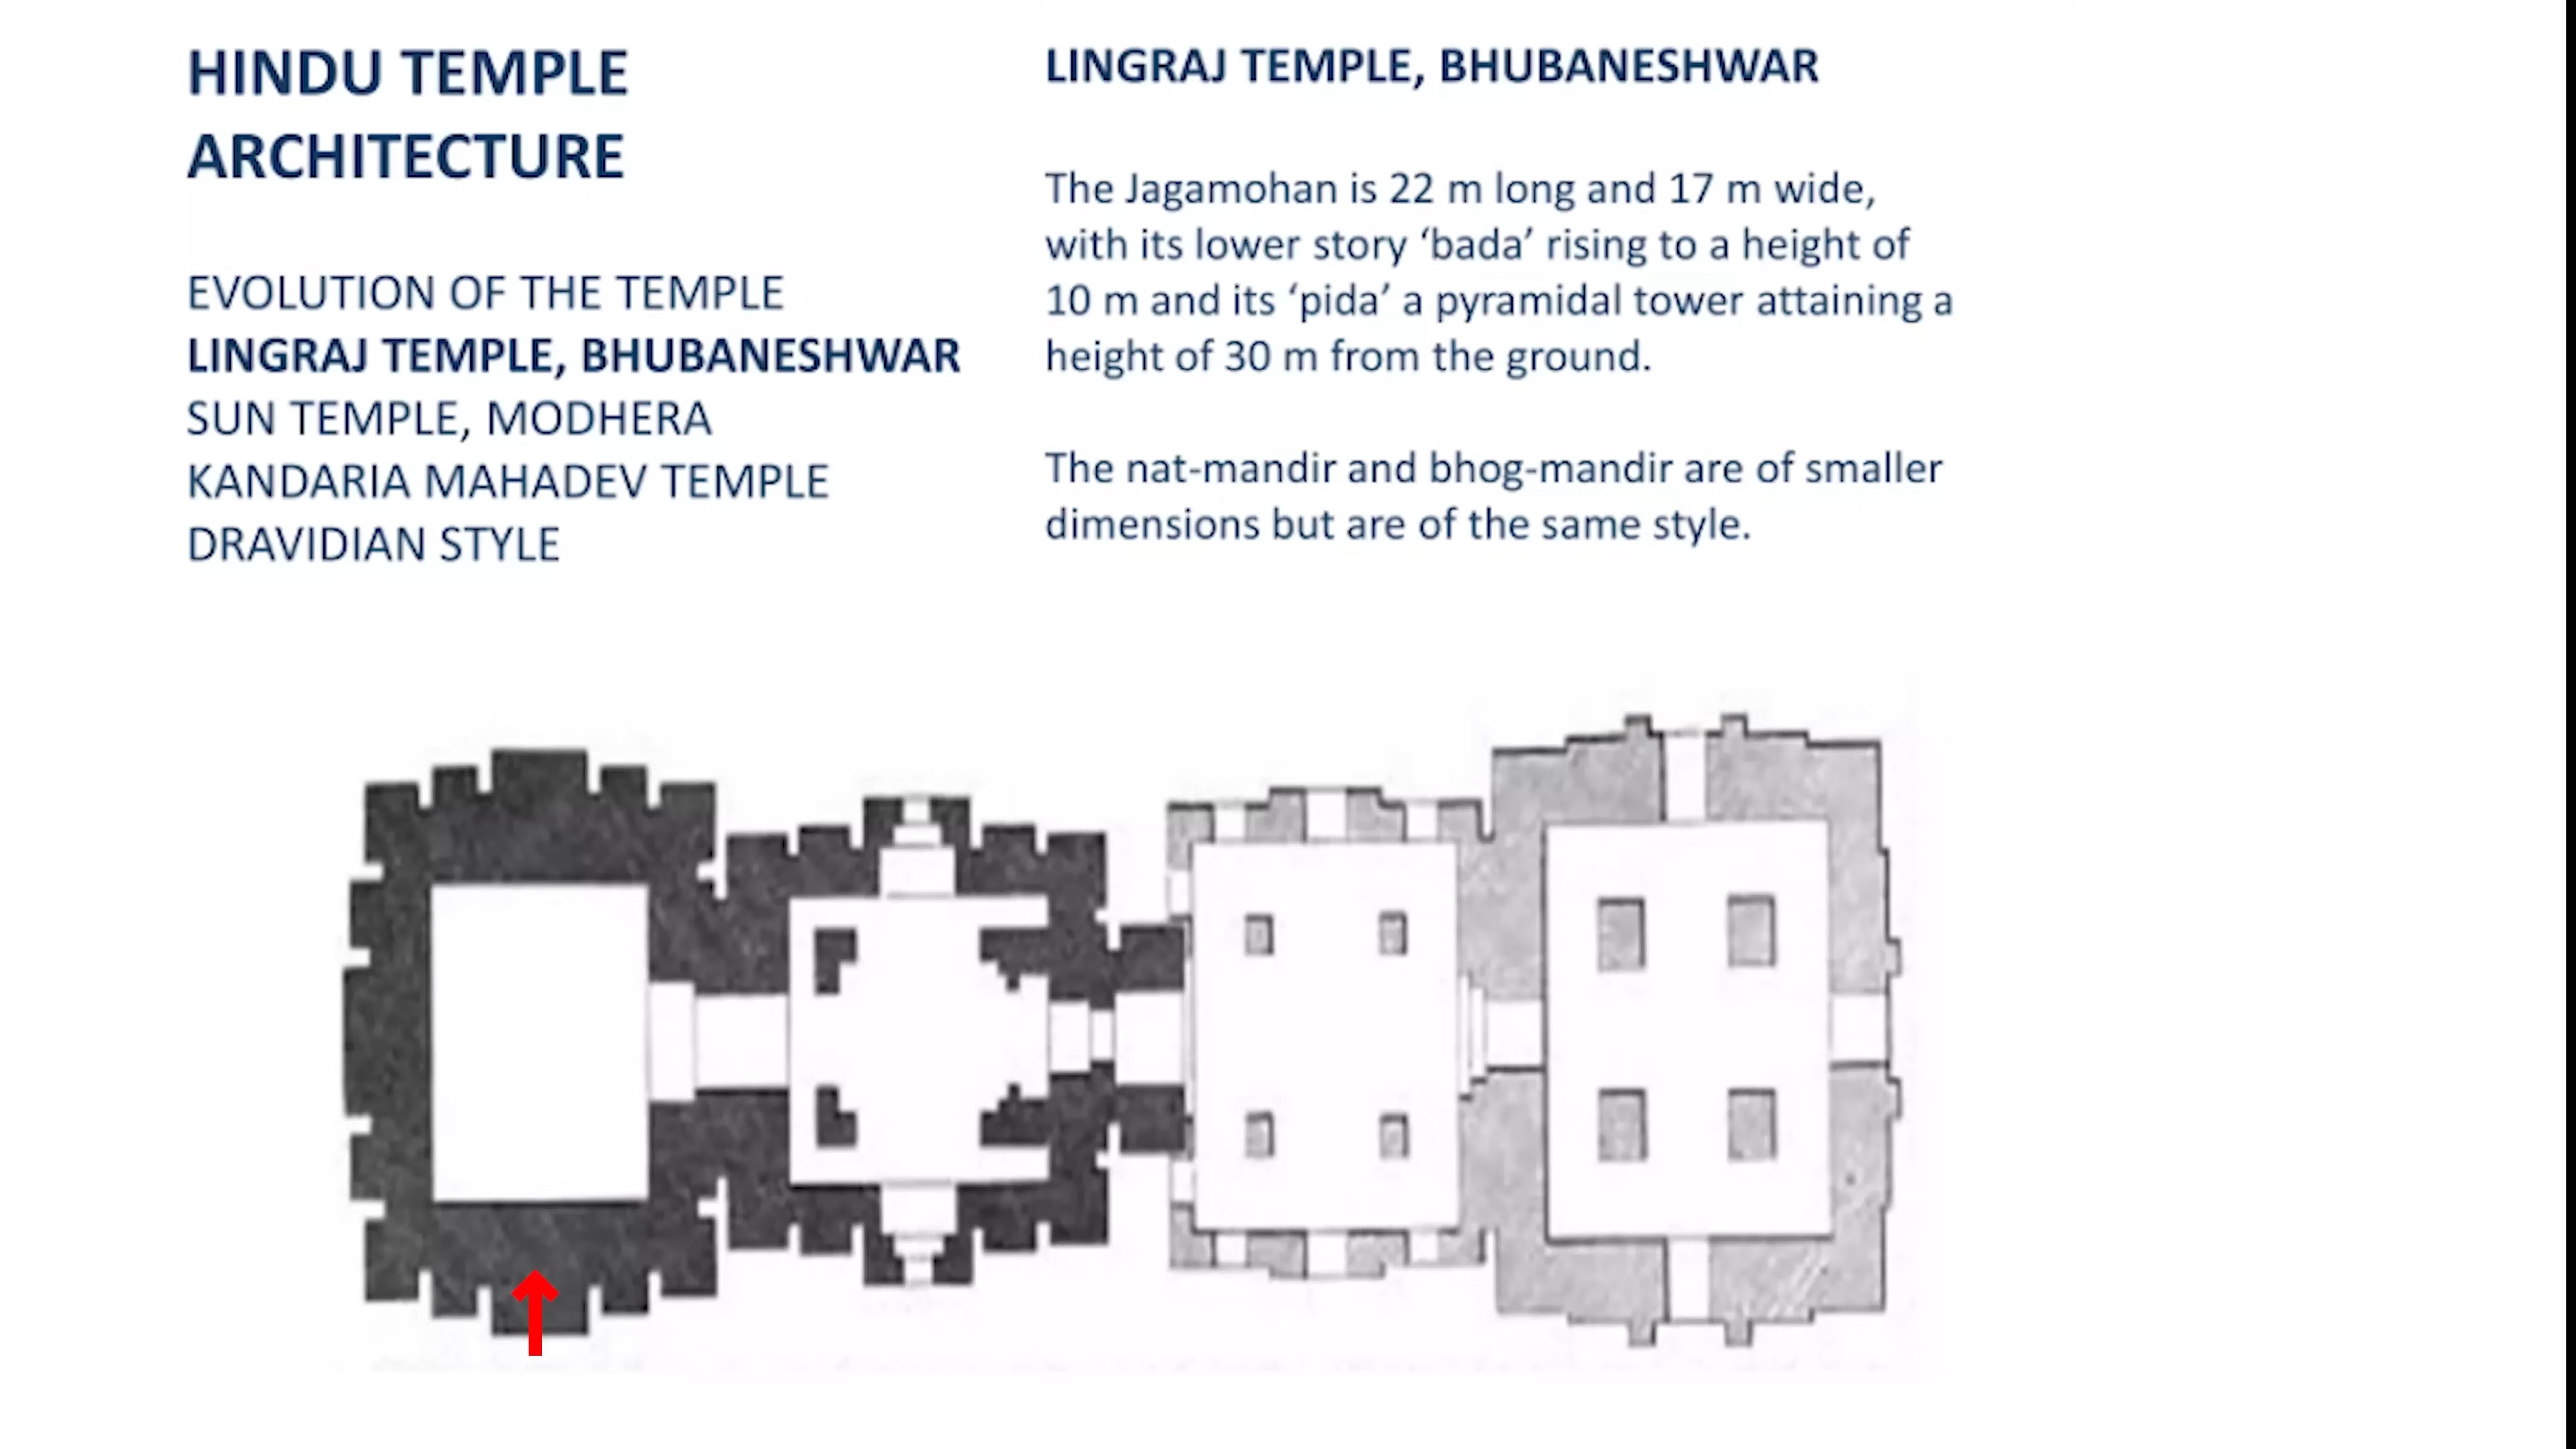 HINDU TEMPLE
ARCHITECTURE
EVOLUTION OF THE TEMPLE
LINGRAJ TEMPLE, BHUBANESHWAR
SUN TEMPLE, MODHERA
KANDARIA MAHADEV TEMPLE
DRAVIDIAN STYLE
LINGRAJ TEMPLE, BHUBANESHWAR
The Jagamohan is 22 m long and 17 m wide,
with its lower story ‘bada’ rising to a height of
10 m and its ‘pida’ a pyramidal tower attaining a
height of 30 m from the ground.
The nat-mandir and bhog-mandir are of smaller
dimensions but are of the same style.